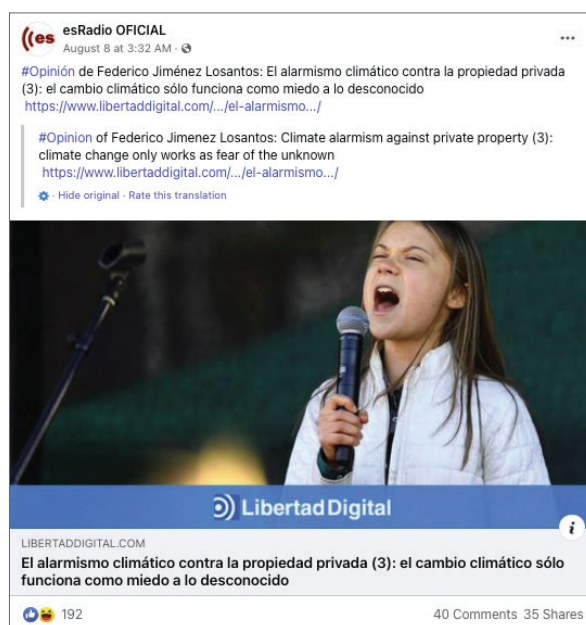 ((es
esRadio OFICIAL
August 8 at 3:32 AM ·
#Opinión de Federico Jiménez Losantos: El alarmismo climático contra la propiedad privada
(3): el cambio climático sólo funciona como miedo a lo desconocido
https://www.libertaddigital.com/.../el-alarmismo.../
#Opinion of Federico Jimenez Losantos: Climate alarmism against private property (3):
climate change only works as fear of the unknown
https://www.libertaddigital.com/.../el-alarmismo.../
· Hide original · Rate this translation
Libertad Digital
i
LIBERTADDIGITAL.COM
El alarmismo climático contra la propiedad privada (3): el cambio climático sólo
funciona como miedo a lo desconocido
192
40 Comments 35 Shares